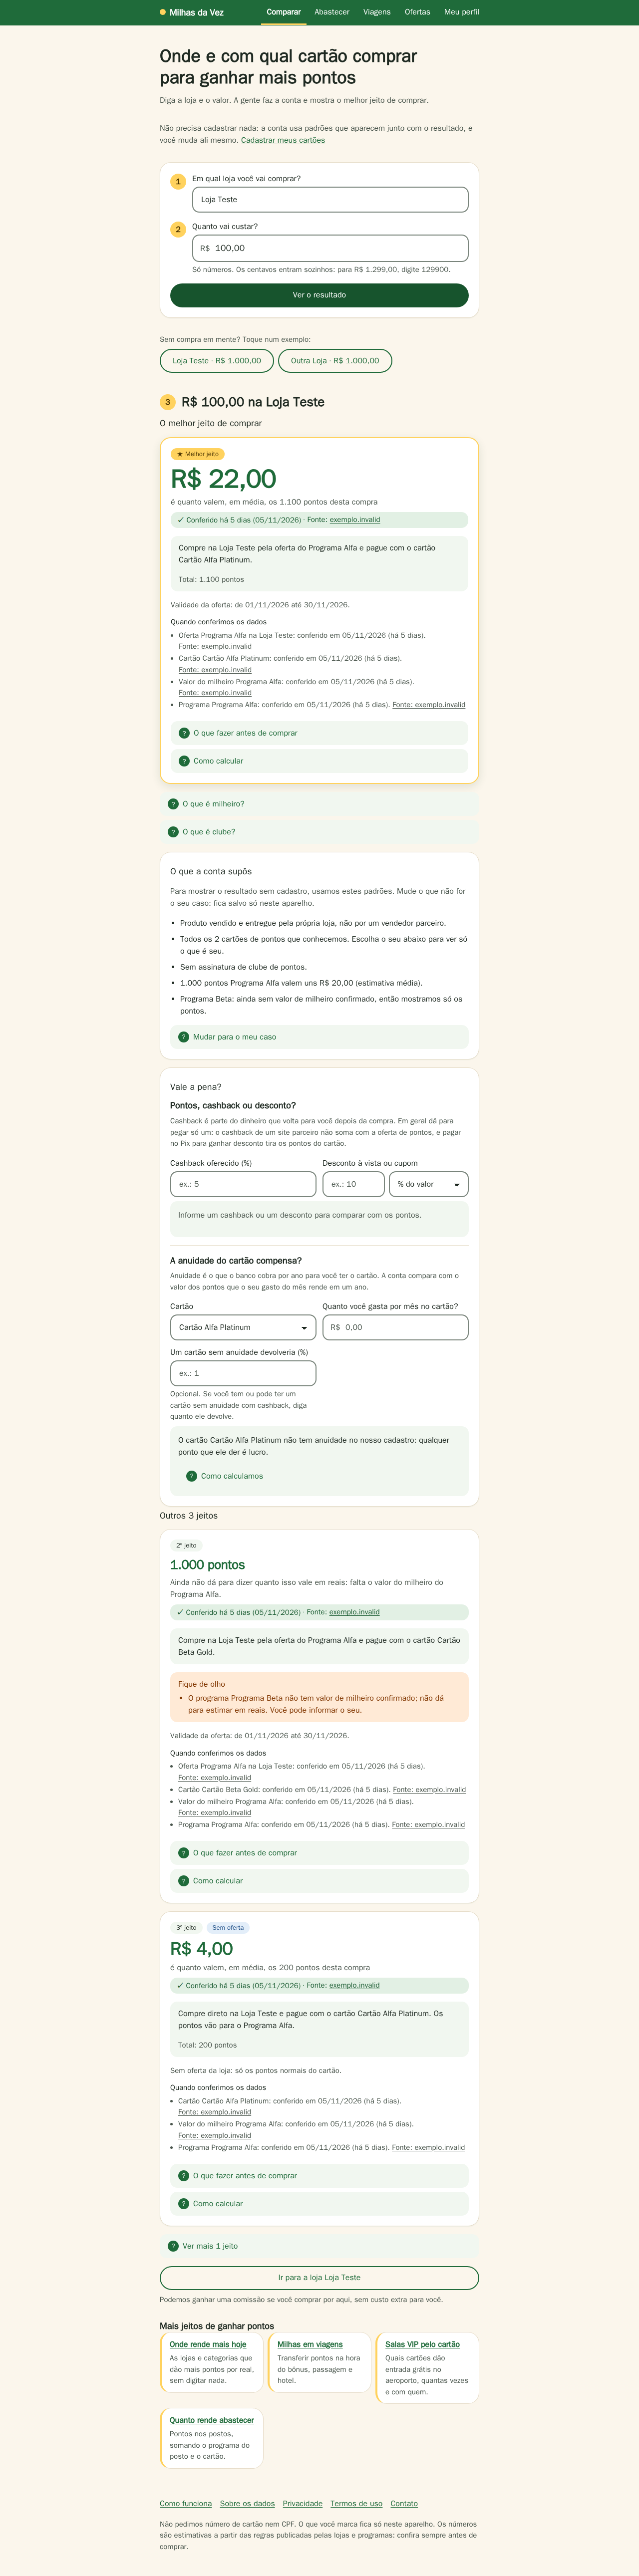 Milhas da Vez
Comparar
Abastecer
Viagens
Ofertas
Meu perfil
Onde e com qual cartão comprar
para ganhar mais pontos
Diga a loja e o valor. A gente faz a conta e mostra o melhor jeito de comprar.
Não precisa cadastrar nada: a conta usa padrões que aparecem junto com o resultado, e
você muda ali mesmo. Cadastrar meus cartões
1
Em qual loja você vai comprar?
Loja Teste
2
Quanto vai custar?
R$ 100,00
Só números. Os centavos entram sozinhos: para R$ 1.299,00, digite 129900.
Ver o resultado
Sem compra em mente? Toque num exemplo:
Loja Teste · R$ 1.000,00
Outra Loja · R$ 1.000,00
3 R$ 100,00 na Loja Teste
O melhor jeito de comprar
★ Melhor jeito
R$ 22,00
é quanto valem, em média, os 1.100 pontos desta compra
✓ Conferido há 5 dias (05/11/2026) · Fonte: exemplo.invalid
Compre na Loja Teste pela oferta do Programa Alfa e pague com o cartão
Cartão Alfa Platinum.
Total: 1.100 pontos
Validade da oferta: de 01/11/2026 até 30/11/2026.
Quando conferimos os dados
• Oferta Programa Alfa na Loja Teste: conferido em 05/11/2026 (há 5 dias).
Fonte: exemplo.invalid
• Cartão Cartão Alfa Platinum: conferido em 05/11/2026 (há 5 dias).
Fonte: exemplo.invalid
• Valor do milheiro Programa Alfa: conferido em 05/11/2026 (há 5 dias).
Fonte: exemplo.invalid
• Programa Programa Alfa: conferido em 05/11/2026 (há 5 dias). Fonte: exemplo.invalid
? O que fazer antes de comprar
? Como calcular
? O que é milheiro?
? O que é clube?
O que a conta supôs
Para mostrar o resultado sem cadastro, usamos estes padrões. Mude o que não for
o seu caso: fica salvo só neste aparelho.
• Produto vendido e entregue pela própria loja, não por um vendedor parceiro.
• Todos os 2 cartões de pontos que conhecemos. Escolha o seu abaixo para ver só
o que é seu.
• Sem assinatura de clube de pontos.
• 1.000 pontos Programa Alfa valem uns R$ 20,00 (estimativa média).
• Programa Beta: ainda sem valor de milheiro confirmado, então mostramos só os
pontos.
? Mudar para o meu caso
Vale a pena?
Pontos, cashback ou desconto?
Cashback é parte do dinheiro que volta para você depois da compra. Em geral dá para
pegar só um: o cashback de um site parceiro não soma com a oferta de pontos, e pagar
no Pix para ganhar desconto tira os pontos do cartão.
Cashback oferecido (%)
Desconto à vista ou cupom
ex.: 5
ex.: 10
% do valor
Informe um cashback ou um desconto para comparar com os pontos.
A anuidade do cartão compensa?
Anuidade é o que o banco cobra por ano para você ter o cartão. A conta compara com o
valor dos pontos que o seu gasto do mês rende em um ano.
Cartão
Quanto você gasta por mês no cartão?
Cartão Alfa Platinum
R$ 0,00
Um cartão sem anuidade devolveria (%)
ex.: 1
Opcional. Se você tem ou pode ter um
cartão sem anuidade com cashback, diga
quanto ele devolve.
O cartão Cartão Alfa Platinum não tem anuidade no nosso cadastro: qualquer
ponto que ele der é lucro.
? Como calculamos
Outros 3 jeitos
2º jeito
1.000 pontos
Ainda não dá para dizer quanto isso vale em reais: falta o valor do milheiro do
Programa Alfa.
✓ Conferido há 5 dias (05/11/2026) · Fonte: exemplo.invalid
Compre na Loja Teste pela oferta do Programa Alfa e pague com o cartão Cartão
Beta Gold.
Fique de olho
• O programa Programa Beta não tem valor de milheiro confirmado; não dá
para estimar em reais. Você pode informar o seu.
Validade da oferta: de 01/11/2026 até 30/11/2026.
Quando conferimos os dados
• Oferta Programa Alfa na Loja Teste: conferido em 05/11/2026 (há 5 dias).
Fonte: exemplo.invalid
• Cartão Cartão Beta Gold: conferido em 05/11/2026 (há 5 dias). Fonte: exemplo.invalid
• Valor do milheiro Programa Alfa: conferido em 05/11/2026 (há 5 dias).
Fonte: exemplo.invalid
• Programa Programa Alfa: conferido em 05/11/2026 (há 5 dias). Fonte: exemplo.invalid
? O que fazer antes de comprar
? Como calcular
3º jeito
Sem oferta
R$ 4,00
é quanto valem, em média, os 200 pontos desta compra
✓ Conferido há 5 dias (05/11/2026) · Fonte: exemplo.invalid
Compre direto na Loja Teste e pague com o cartão Cartão Alfa Platinum. Os
pontos vão para o Programa Alfa.
Total: 200 pontos
Sem oferta da loja: só os pontos normais do cartão.
Quando conferimos os dados
• Cartão Cartão Alfa Platinum: conferido em 05/11/2026 (há 5 dias).
Fonte: exemplo.invalid
• Valor do milheiro Programa Alfa: conferido em 05/11/2026 (há 5 dias).
Fonte: exemplo.invalid
• Programa Programa Alfa: conferido em 05/11/2026 (há 5 dias). Fonte: exemplo.invalid
? O que fazer antes de comprar
? Como calcular
? Ver mais 1 jeito
Ir para a loja Loja Teste
Podemos ganhar uma comissão se você comprar por aqui, sem custo extra para você.
Mais jeitos de ganhar pontos
Onde rende mais hoje
As lojas e categorias que
dão mais pontos por real,
sem digitar nada.
Milhas em viagens
Transferir pontos na hora
do bônus, passagem e
hotel.
Salas VIP pelo cartão
Quais cartões dão
entrada grátis no
aeroporto, quantas vezes
e com quem.
Quanto rende abastecer
Pontos nos postos,
somando o programa do
posto e o cartão.
Como funciona
Sobre os dados
Privacidade
Termos de uso
Contato
Não pedimos número de cartão nem CPF. O que você marca fica só neste aparelho. Os números
são estimativas a partir das regras publicadas pelas lojas e programas: confira sempre antes de
comprar.